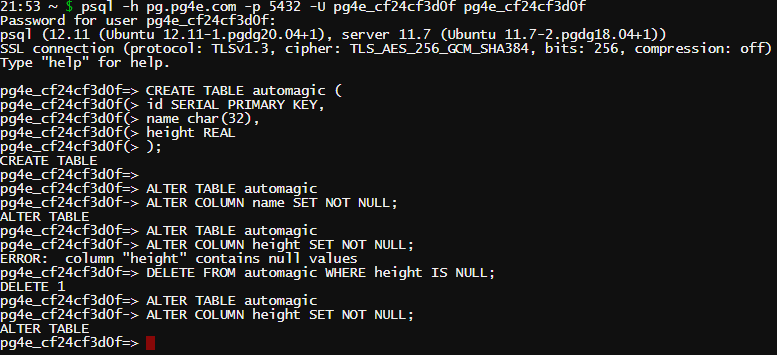 21:53 ~ $ psql -h pg.pg4e.com -p 5432 -U pg4e_cf24cf3d0f pg4e_cf24cf3d0f
Password for user pg4e_cf24cf3d0f:
psql (12.11 (Ubuntu 12.11-1.pgdg20.04+1), server 11.7 (Ubuntu 11.7-2.pgdg18.04+1))
SSL connection (protocol: TLSv1.3, cipher: TLS_AES_256_GCM_SHA384, bits: 256, compression: off)
Type "help" for help.
pg4e_cf24cf3d0f=> CREATE TABLE automagic (
pg4e_cf24cf3d0f(> id SERIAL PRIMARY KEY,
pg4e_cf24cf3d0f(> name char(32),
pg4e_cf24cf3d0f(> height REAL
pg4e_cf24cf3d0f(> );
CREATE TABLE
pg4e_cf24cf3d0f=>
pg4e_cf24cf3d0f=> ALTER TABLE automagic
pg4e_cf24cf3d0f-> ALTER COLUMN name SET NOT NULL;
ALTER TABLE
pg4e_cf24cf3d0f=> ALTER TABLE automagic
pg4e_cf24cf3d0f-> ALTER COLUMN height SET NOT NULL;
ERROR:  column "height" contains null values
pg4e_cf24cf3d0f=> DELETE FROM automagic WHERE height IS NULL;
DELETE 1
pg4e_cf24cf3d0f=> ALTER TABLE automagic
pg4e_cf24cf3d0f-> ALTER COLUMN height SET NOT NULL;
ALTER TABLE
pg4e_cf24cf3d0f=>